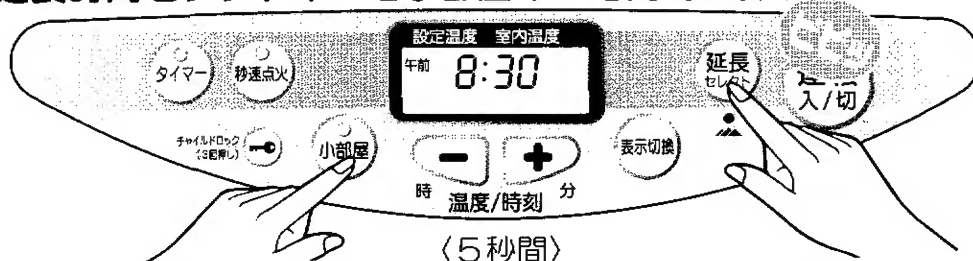 設定温度 室内温度
午前 8:30
タイマー
秒速点火
延長
セレクト
入/切
チャイルドロック
(3回押し)
小部屋
表示切換
時 温度/時刻 分
〈5秒間〉